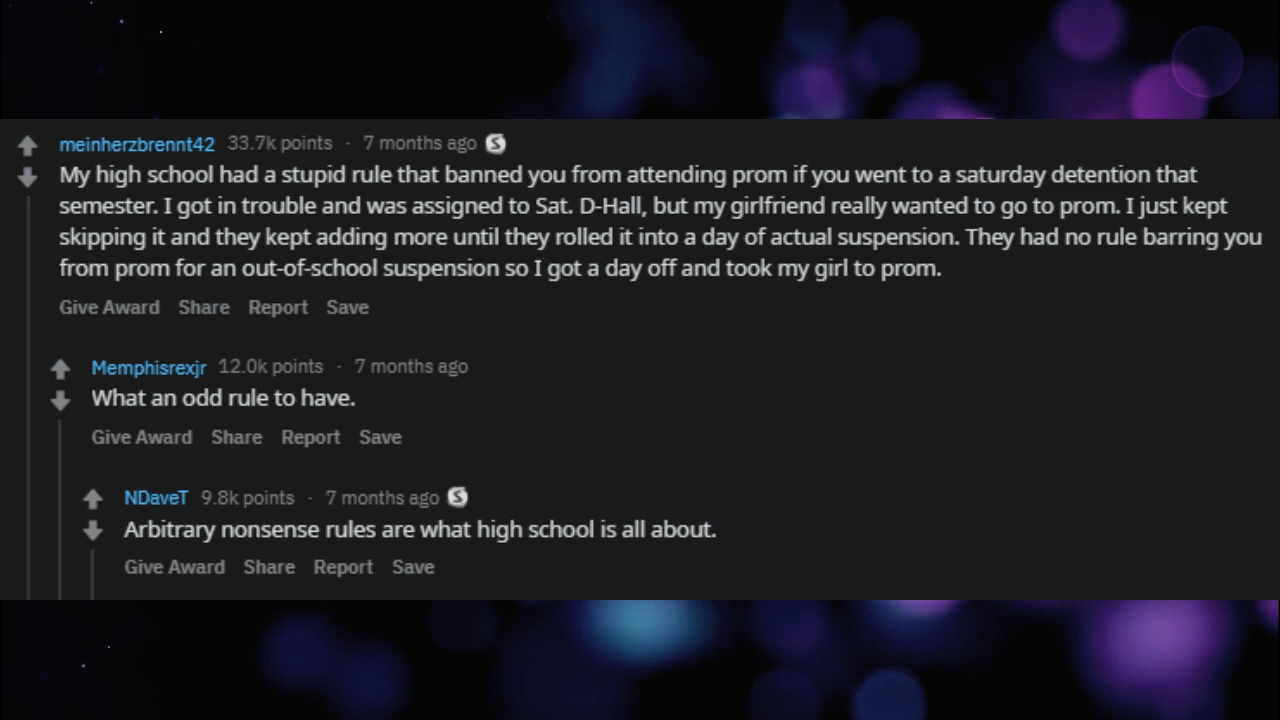 meinherzbrennt42 33.7k points · 7 months ago S
My high school had a stupid rule that banned you from attending prom if you went to a saturday detention that
semester. I got in trouble and was assigned to Sat. D-Hall, but my girlfriend really wanted to go to prom. I just kept
skipping it and they kept adding more until they rolled it into a day of actual suspension. They had no rule barring you
from prom for an out-of-school suspension so I got a day off and took my girl to prom.
Give Award Share Report Save
Memphisrexjr 12.0k points · 7 months ago
What an odd rule to have.
Give Award Share Report Save
NDaveT 9.8k points · 7 months ago S
Arbitrary nonsense rules are what high school is all about.
Give Award Share Report Save